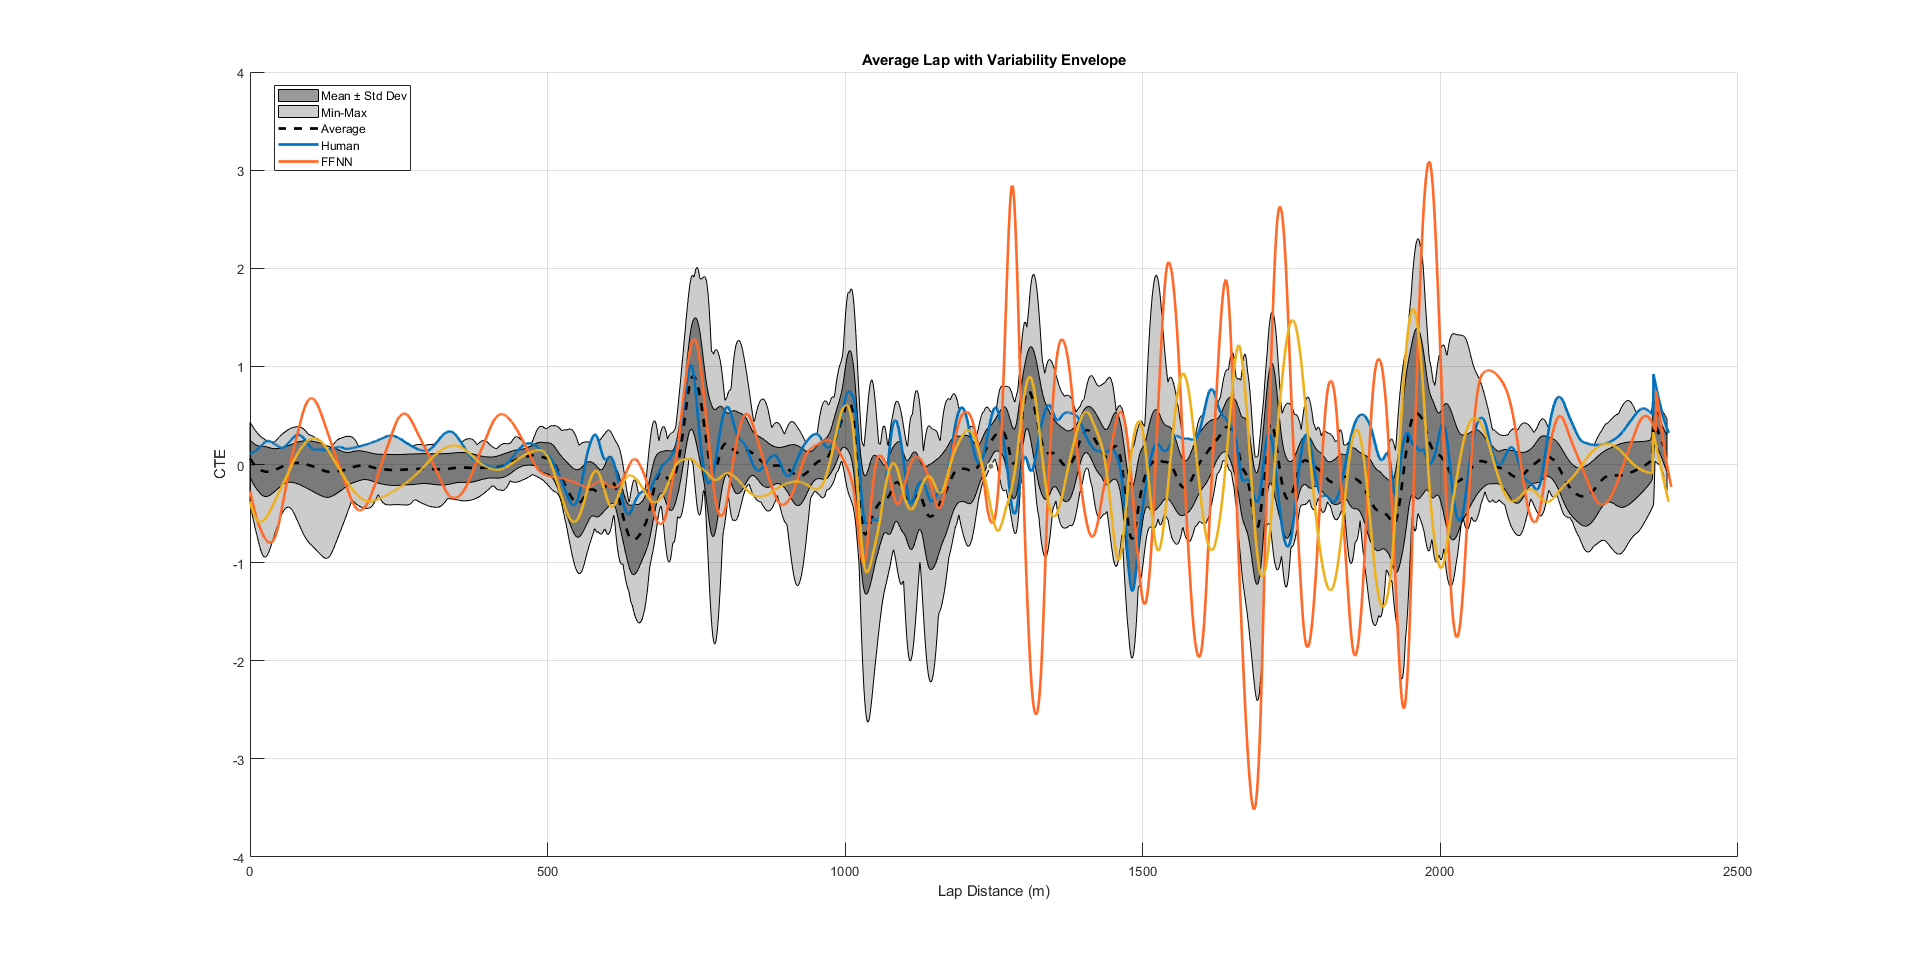 Average Lap with Variability Envelope
4
3
2
1
0
-1
-2
-3
-4
CTE
Mean ± Std Dev
Min-Max
Average
Human
FFNN
0
500
1000
1500
2000
2500
Lap Distance (m)